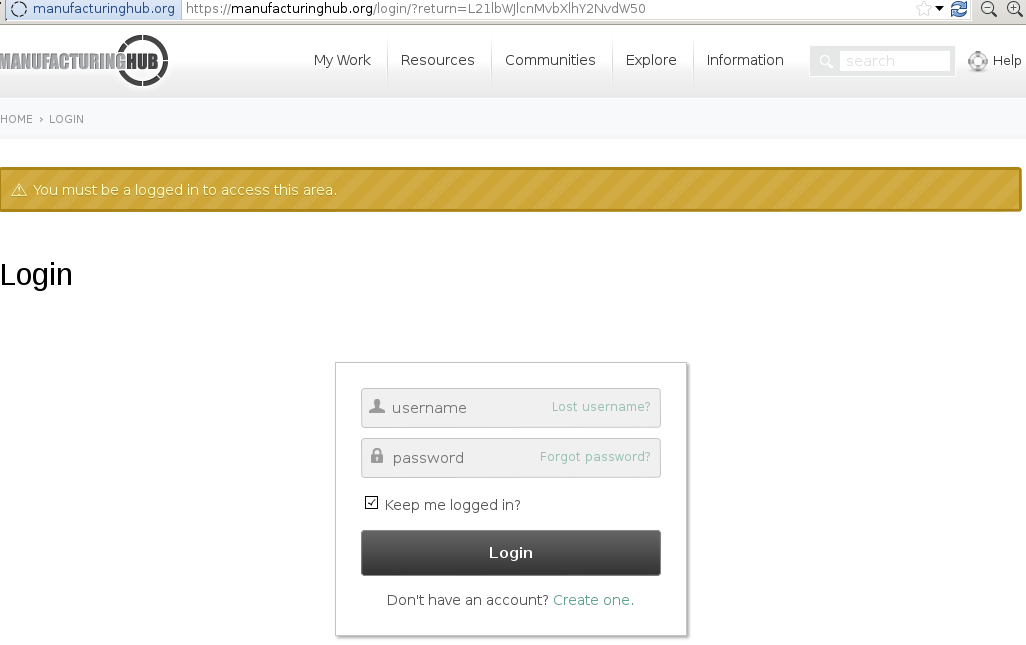 manufacturinghub.org https://manufacturinghub.org/login/?return=L21lbWJlcnMvbXlhY2NvdW50
MANUFACTURINGHUB My Work Resources Communities Explore Information search Help
HOME › LOGIN
You must be a logged in to access this area.
Login
username Lost username?
password Forgot password?
Keep me logged in?
Login
Don't have an account? Create one.